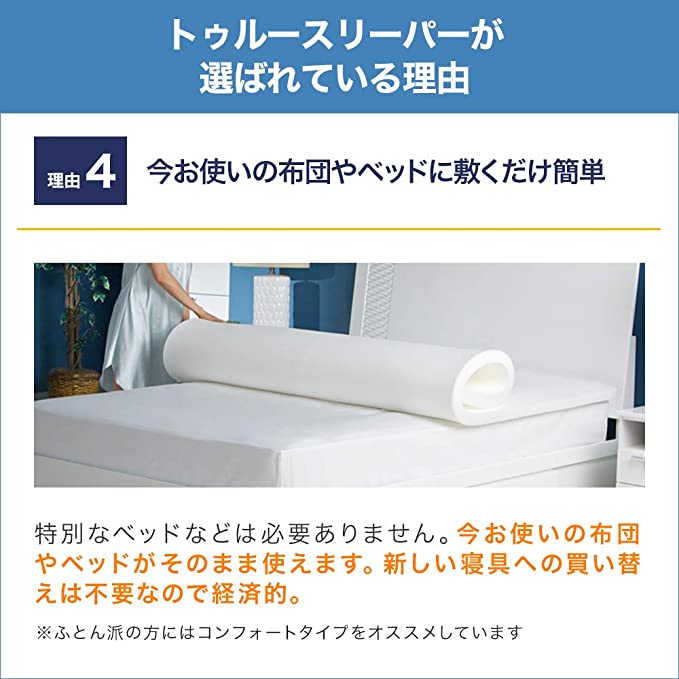 トゥルースリーパーが
選ばれている理由
理由4
今お使いの布団やベッドに敷くだけ簡単
特別なベッドなどは必要ありません。今お使いの布団
やベッドがそのまま使えます。新しい寝具への買い替
えは不要なので経済的。
※ふとん派の方にはコンフォートタイプをオススメしています